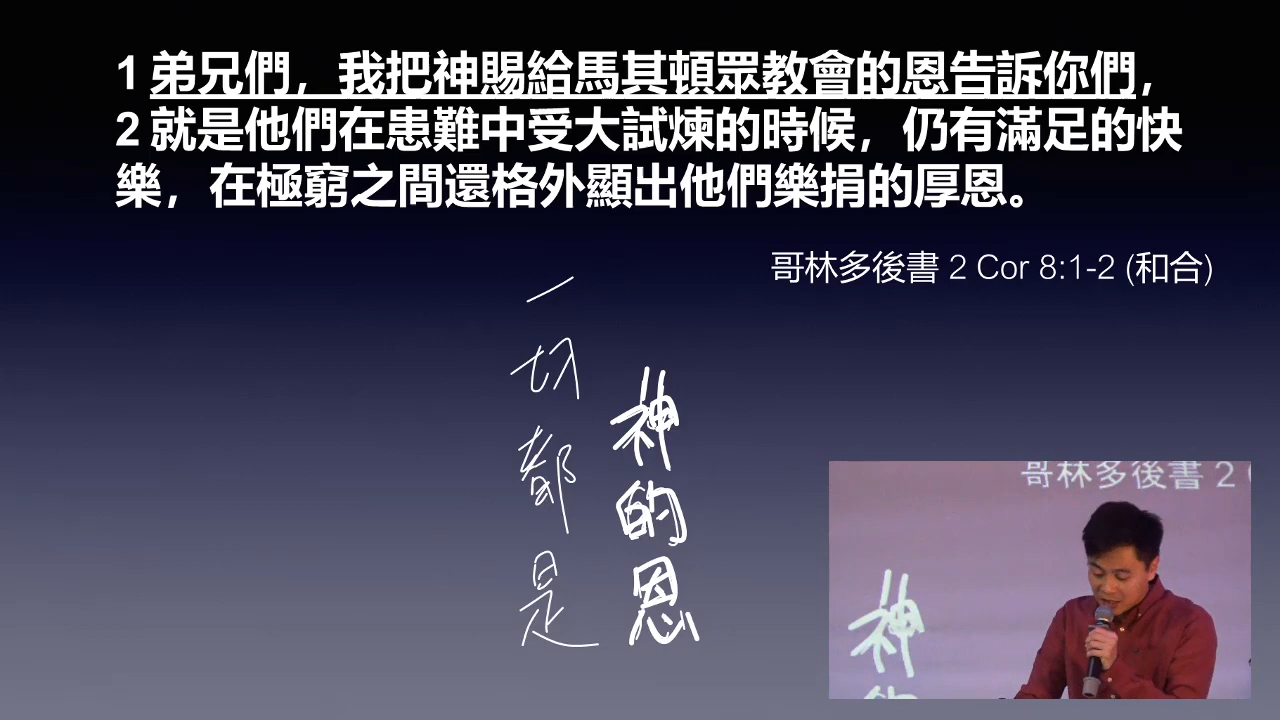 1 弟兄們，我把神賜給馬其頓眾教會的恩告訴你們，
2 就是他們在患難中受大試煉的時候，仍有滿足的快
樂，在極窮之間還格外顯出他們樂捐的厚恩。
哥林多後書 2 Cor 8:1-2 (和合)
一切都是
神的恩
哥林多後書 2
神
的